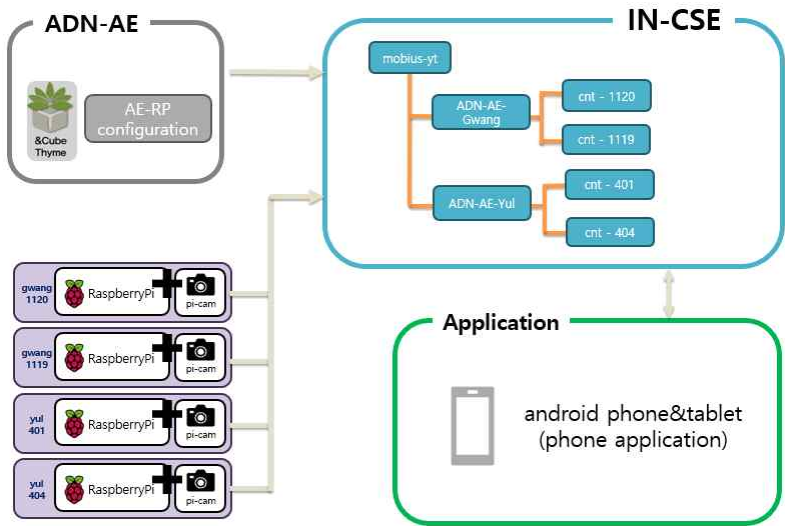 ADN-AE
&Cube
Thyme
AE-RP
configuration
IN-CSE
mobius-yt
ADN-AE-
Gwang
cnt - 1120
cnt - 1119
ADN-AE-Yul
cnt - 401
cnt - 404
gwang
1120
RaspberryPi
pi-cam
gwang
1119
RaspberryPi
pi-cam
yul
401
RaspberryPi
pi-cam
yul
404
RaspberryPi
pi-cam
Application
android phone&tablet
(phone application)